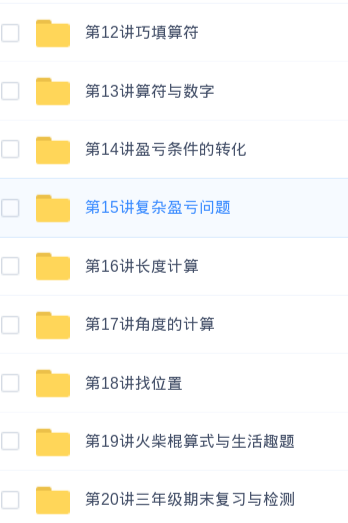 第12讲巧填算符
第13讲算符与数字
第14讲盈亏条件的转化
第15讲复杂盈亏问题
第16讲长度计算
第17讲角度的计算
第18讲找位置
第19讲火柴棍算式与生活趣题
第20讲三年级期末复习与检测